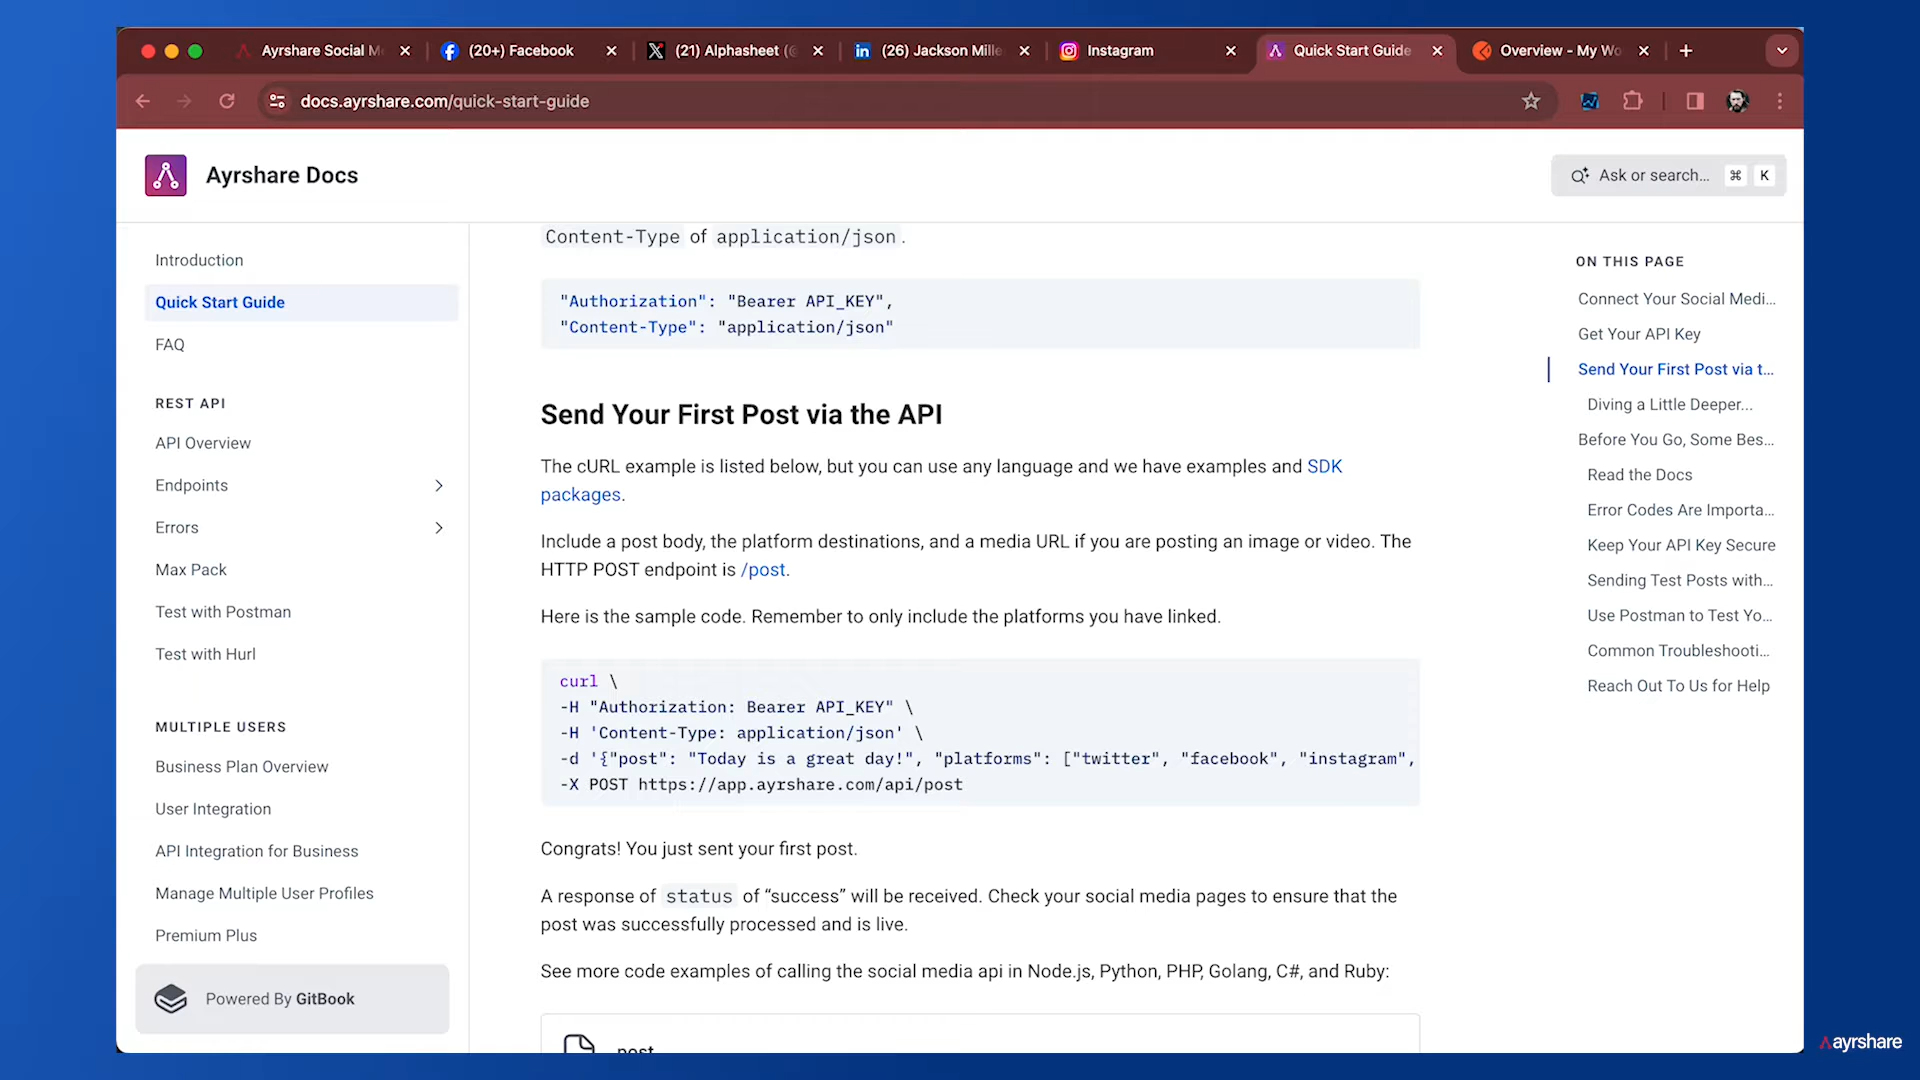 Ayrshare Social M
(20+) Facebook
(21) Alphasheet (@
(26) Jackson Mille
Instagram
Quick Start Guide
Overview - My Wo
docs.ayrshare.com/quick-start-guide
Ayrshare Docs
Ask or search... ⌘ K
Introduction
Quick Start Guide
FAQ
REST API
API Overview
Endpoints
Errors
Max Pack
Test with Postman
Test with Hurl
MULTIPLE USERS
Business Plan Overview
User Integration
API Integration for Business
Manage Multiple User Profiles
Premium Plus
Powered By GitBook
Content-Type of application/json.
"Authorization": "Bearer API_KEY",
"Content-Type": "application/json"
Send Your First Post via the API
The cURL example is listed below, but you can use any language and we have examples and SDK
packages.
Include a post body, the platform destinations, and a media URL if you are posting an image or video. The
HTTP POST endpoint is /post.
Here is the sample code. Remember to only include the platforms you have linked.
curl \
-H "Authorization: Bearer API_KEY" \
-H 'Content-Type: application/json' \
-d '{"post": "Today is a great day!", "platforms": ["twitter", "facebook", "instagram",
-X POST https://app.ayrshare.com/api/post
Congrats! You just sent your first post.
A response of status of “success” will be received. Check your social media pages to ensure that the
post was successfully processed and is live.
See more code examples of calling the social media api in Node.js, Python, PHP, Golang, C#, and Ruby:
post
ON THIS PAGE
Connect Your Social Medi...
Get Your API Key
Send Your First Post via t...
Diving a Little Deeper...
Before You Go, Some Bes...
Read the Docs
Error Codes Are Importa...
Keep Your API Key Secure
Sending Test Posts with...
Use Postman to Test Yo...
Common Troubleshooti...
Reach Out To Us for Help
ayrshare